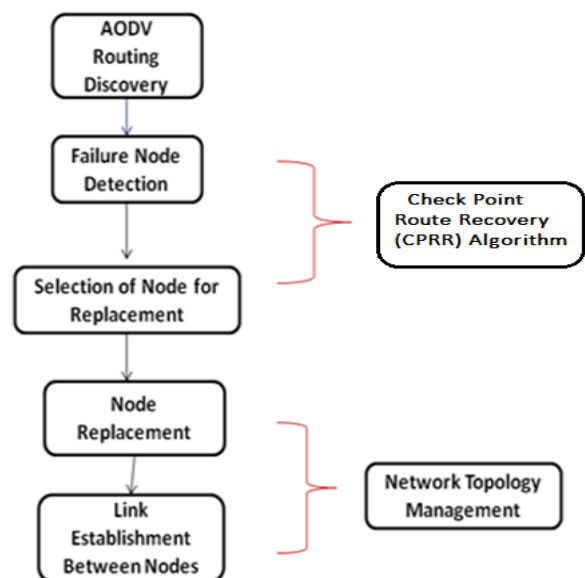 AODV
Routing
Discovery
Failure Node
Detection
Check Point
Route Recovery
(CPRR) Algorithm
Selection of Node for
Replacement
Node
Replacement
Network Topology
Management
Link
Establishment
Between Nodes